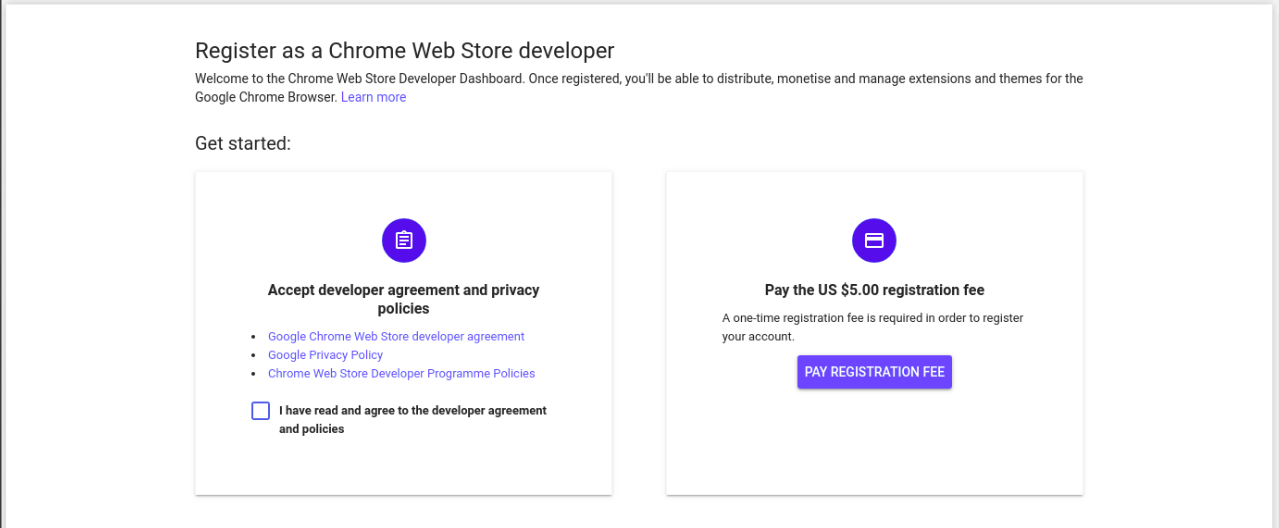 Register as a Chrome Web Store developer
Welcome to the Chrome Web Store Developer Dashboard. Once registered, you'll be able to distribute, monetise and manage extensions and themes for the
Google Chrome Browser. Learn more
Get started:
Accept developer agreement and privacy
policies
• Google Chrome Web Store developer agreement
• Google Privacy Policy
• Chrome Web Store Developer Programme Policies
I have read and agree to the developer agreement
and policies
Pay the US $5.00 registration fee
A one-time registration fee is required in order to register
your account.
PAY REGISTRATION FEE